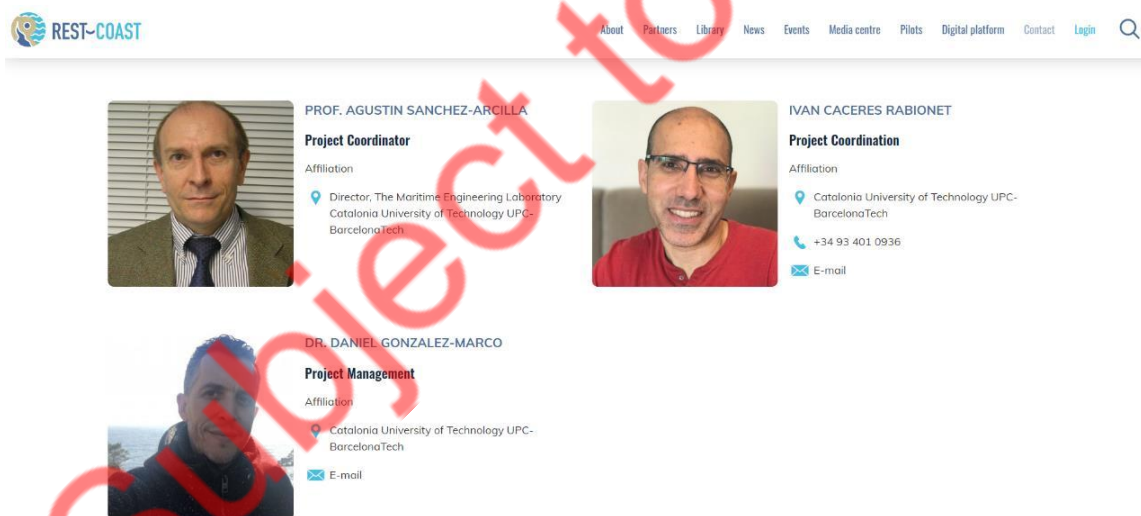 REST~COAST
About Partners Library News Events Media centre Pilots Digital platform Contact Login
PROF. AGUSTIN SANCHEZ-ARCILLA
Project Coordinator
Affiliation
Director, The Maritime Engineering Laboratory
Catalonia University of Technology UPC-
BarcelonaTech
IVAN CACERES RABIONET
Project Coordination
Affiliation
Catalonia University of Technology UPC-
BarcelonaTech
+34 93 401 0936
E-mail
DR. DANIEL GONZALEZ-MARCO
Project Management
Affiliation
Catalonia University of Technology UPC-
BarcelonaTech
E-mail
Subject to